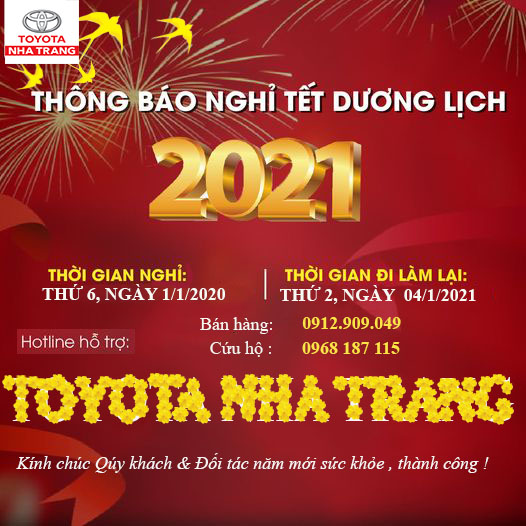 TOYOTA
NHA TRANG
THÔNG BÁO NGHỈ TẾT DƯƠNG LỊCH
2021
THỜI GIAN NGHỈ:
THỨ 6, NGÀY 1/1/2020
THỜI GIAN ĐI LÀM LẠI:
THỨ 2, NGÀY 04/1/2021
Hotline hỗ trợ:
Bán hàng: 0912.909.049
Cứu hộ : 0968 187 115
TOYOTA NHA TRANG
Kính chúc Qúy khách & Đối tác năm mới sức khỏe , thành công !